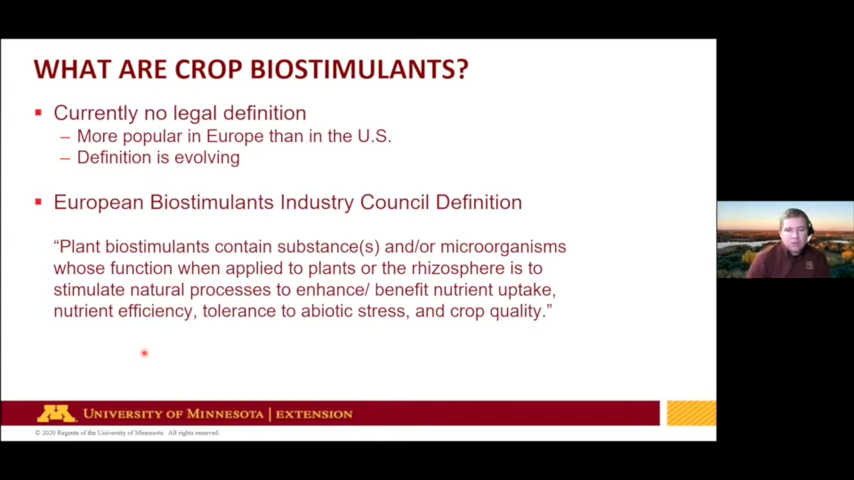 WHAT ARE CROP BIOSTIMULANTS?
▪ Currently no legal definition
– More popular in Europe than in the U.S.
– Definition is evolving
▪ European Biostimulants Industry Council Definition
“Plant biostimulants contain substance(s) and/or microorganisms
whose function when applied to plants or the rhizosphere is to
stimulate natural processes to enhance/ benefit nutrient uptake,
nutrient efficiency, tolerance to abiotic stress, and crop quality.”
UNIVERSITY OF MINNESOTA | EXTENSION
© 2020 Regents of the University of Minnesota. All rights reserved.